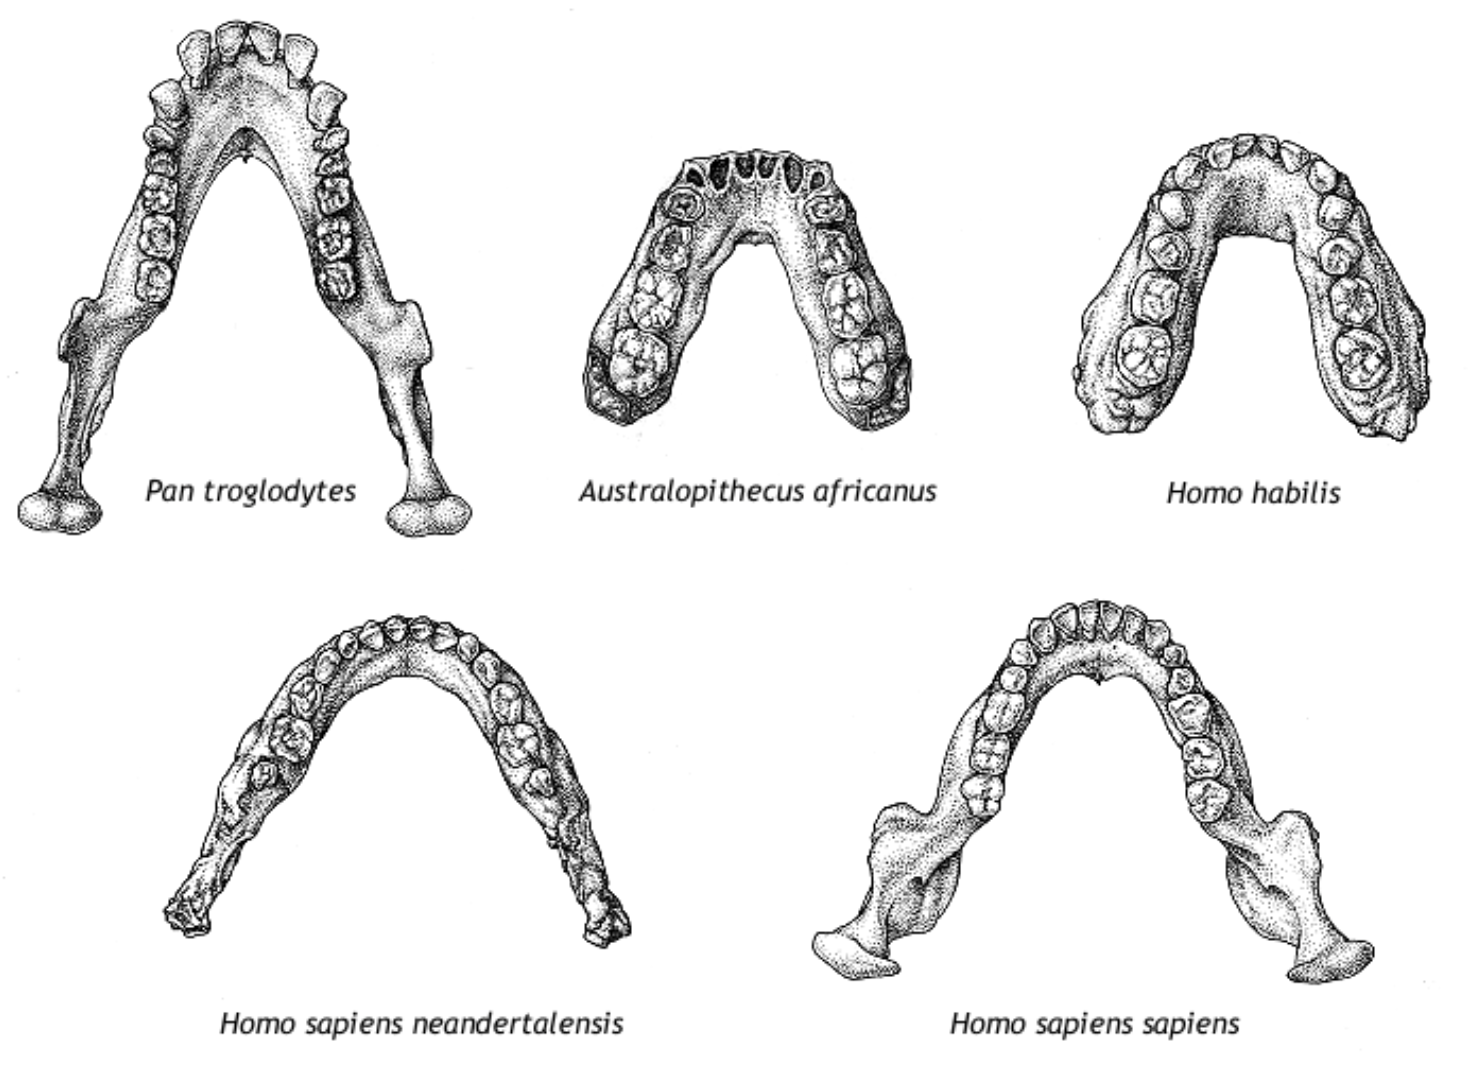 Pan troglodytes
Australopithecus africanus
Homo habilis
Homo sapiens neandertalensis
Homo sapiens sapiens